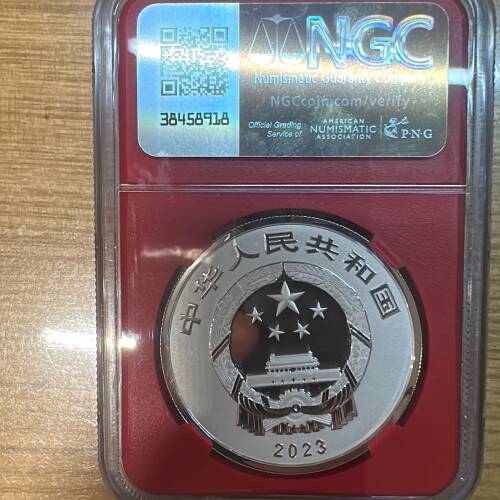 NGC
Numismatic Guaranty Company
NGCcoin.com/verify
38458918
Official Grading
Service of
AMERICAN
NUMISMATIC
ASSOCIATION
P·N·G
中华人民共和国
2023